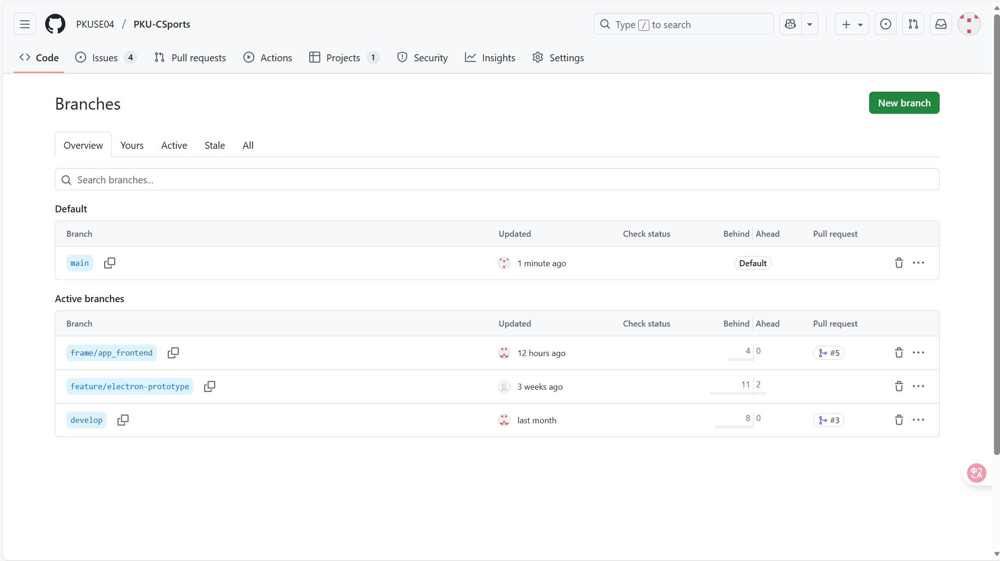 PKUSE04 / PKU-CSports
Type / to search
Code
Issues 4
Pull requests
Actions
Projects 1
Security
Insights
Settings
Branches
New branch
Overview
Yours
Active
Stale
All
Search branches...
Default
Branch Updated Check status Behind Ahead Pull request
main 1 minute ago Default
Active branches
Branch Updated Check status Behind Ahead Pull request
frame/app_frontend 12 hours ago 4 0 #5
feature/electron-prototype 3 weeks ago 11 2
develop last month 8 0 #3
中A